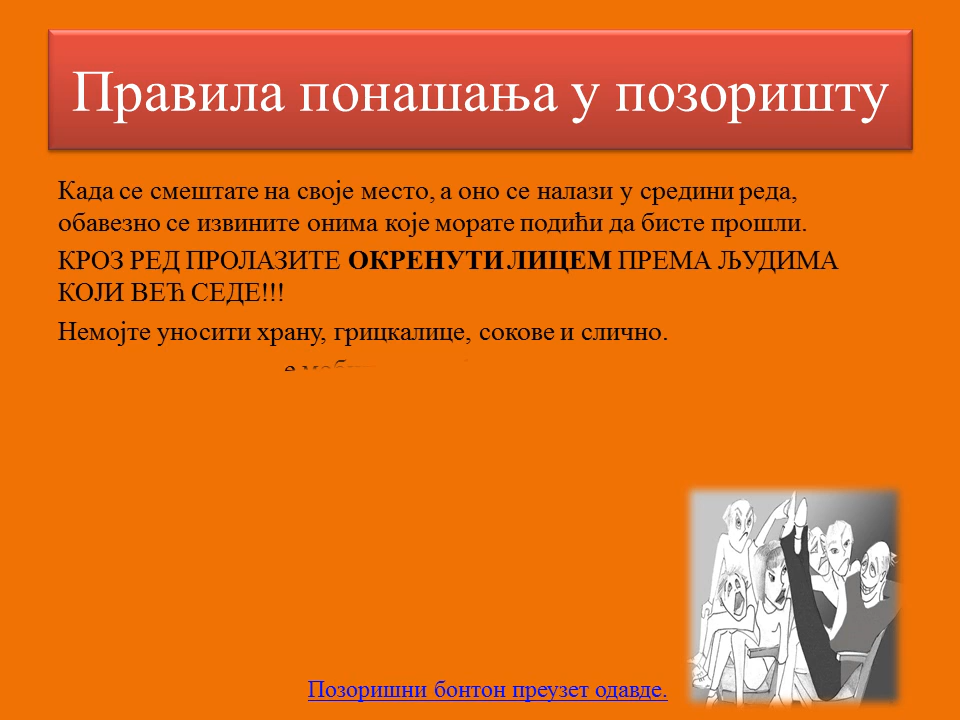 Правила понашања у позоришту
Када се смештате на своје место, а оно се налази у средини реда,
обавезно се извините онима које морате подићи да бисте прошли.
КРОЗ РЕД ПРОЛАЗИТЕ ОКРЕНУТИ ЛИЦЕМ ПРЕМА ЉУДИМА
КОЈИ ВЕЋ СЕДЕ!!!
Немојте уносити храну, грицкалице, сокове и слично.
Позоришни бонтон преузет одавде.